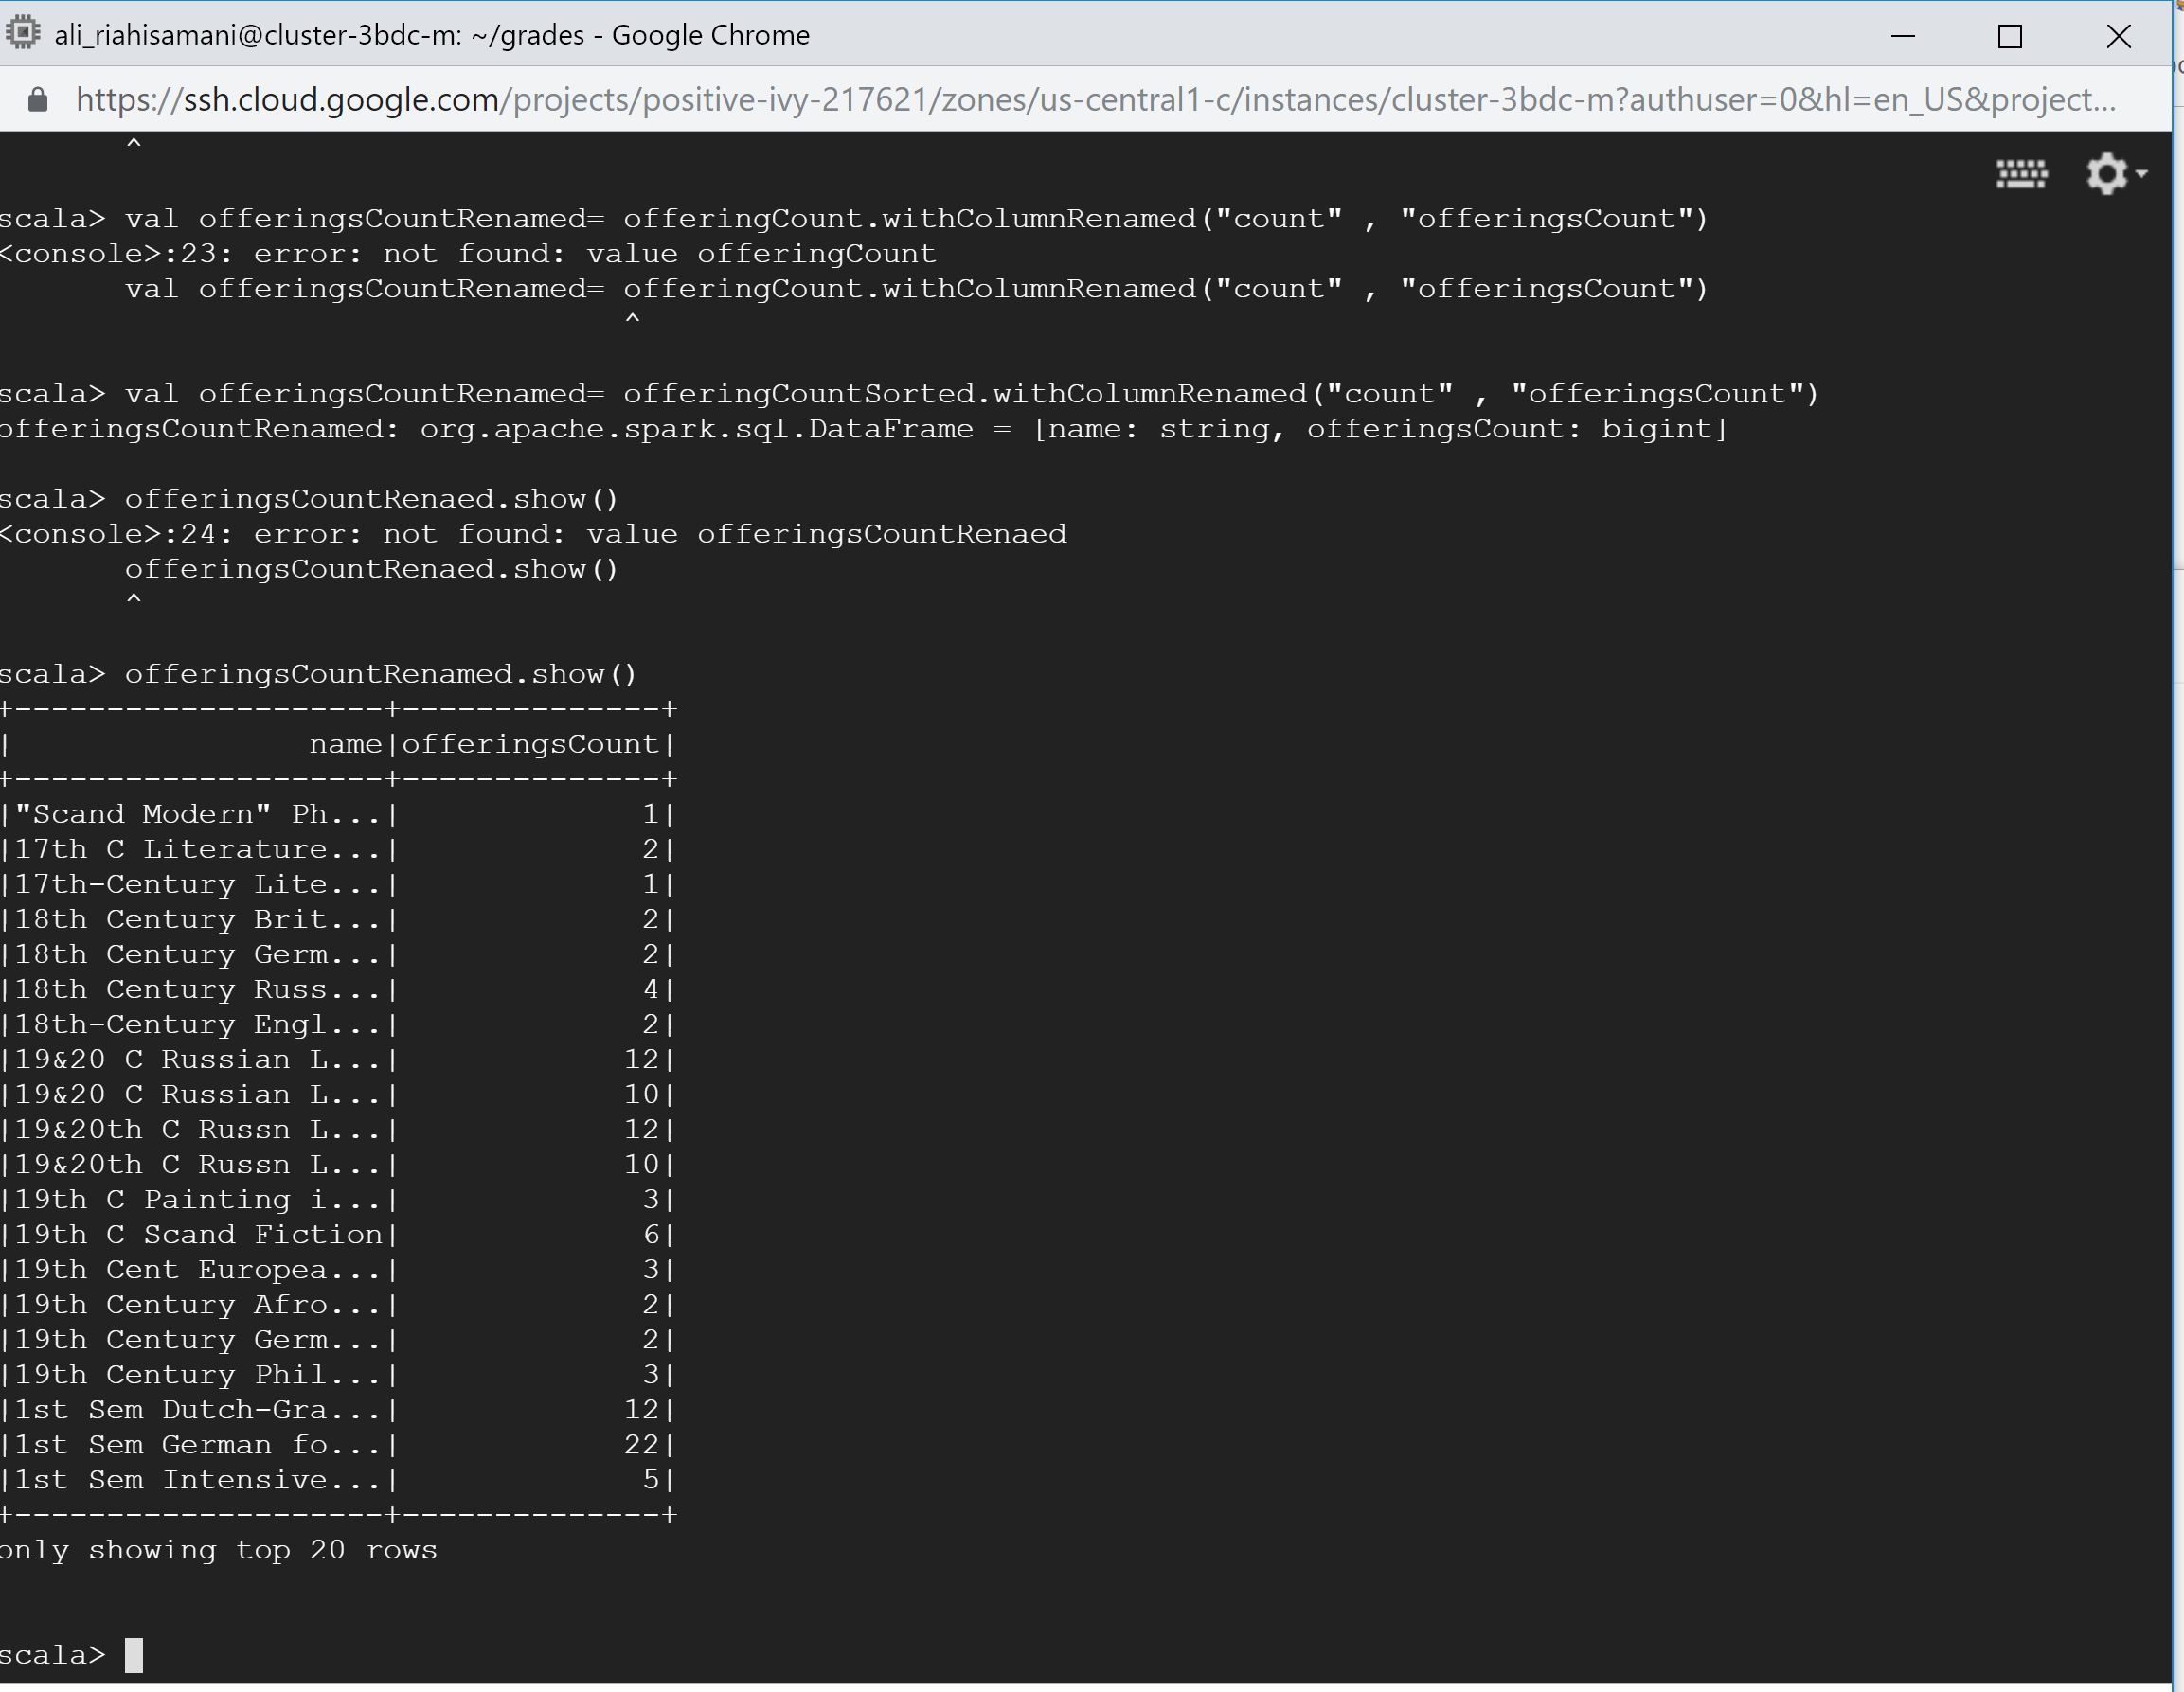 ali_riahisamani@cluster-3bdc-m: ~/grades - Google Chrome
https://ssh.cloud.google.com/projects/positive-ivy-217621/zones/us-central1-c/instances/cluster-3bdc-m?authuser=0&hl=en_US&project...
^
scala> val offeringsCountRenamed= offeringCount.withColumnRenamed("count" , "offeringsCount")
<console>:23: error: not found: value offeringCount
       val offeringsCountRenamed= offeringCount.withColumnRenamed("count" , "offeringsCount")
                                  ^
scala> val offeringsCountRenamed= offeringCountSorted.withColumnRenamed("count" , "offeringsCount")
offeringsCountRenamed: org.apache.spark.sql.DataFrame = [name: string, offeringsCount: bigint]
scala> offeringsCountRenaed.show()
<console>:24: error: not found: value offeringsCountRenaed
       offeringsCountRenaed.show()
       ^
scala> offeringsCountRenamed.show()
+--------------------+--------------+
|                name|offeringsCount|
+--------------------+--------------+
|"Scand Modern" Ph...|             1|
|17th C Literature...|             2|
|17th-Century Lite...|             1|
|18th Century Brit...|             2|
|18th Century Germ...|             2|
|18th Century Russ...|             4|
|18th-Century Engl...|             2|
|19&20 C Russian L...|            12|
|19&20 C Russian L...|            10|
|19&20th C Russn L...|            12|
|19&20th C Russn L...|            10|
|19th C Painting i...|             3|
|19th C Scand Fiction|             6|
|19th Cent Europea...|             3|
|19th Century Afro...|             2|
|19th Century Germ...|             2|
|19th Century Phil...|             3|
|1st Sem Dutch-Gra...|            12|
|1st Sem German fo...|            22|
|1st Sem Intensive...|             5|
+--------------------+--------------+
only showing top 20 rows
scala>